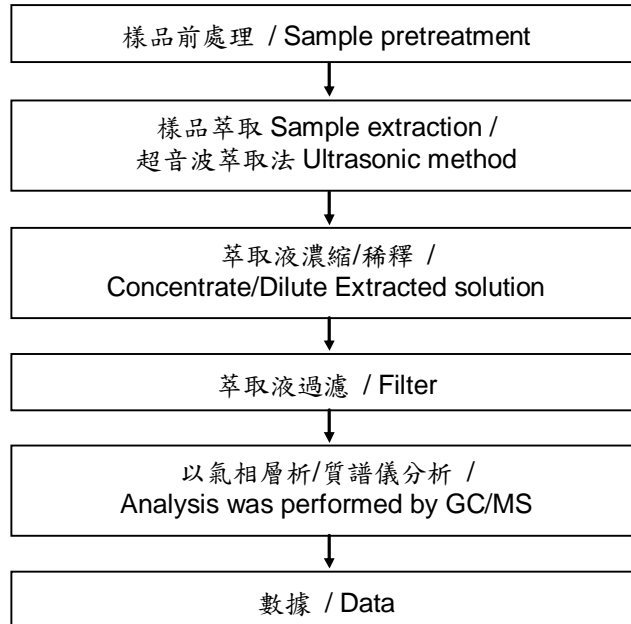 樣品前處理 / Sample pretreatment
樣品萃取 Sample extraction /
超音波萃取法 Ultrasonic method
萃取液濃縮/稀釋 /
Concentrate/Dilute Extracted solution
萃取液過濾 / Filter
以氣相層析/質譜儀分析 /
Analysis was performed by GC/MS
數據 / Data